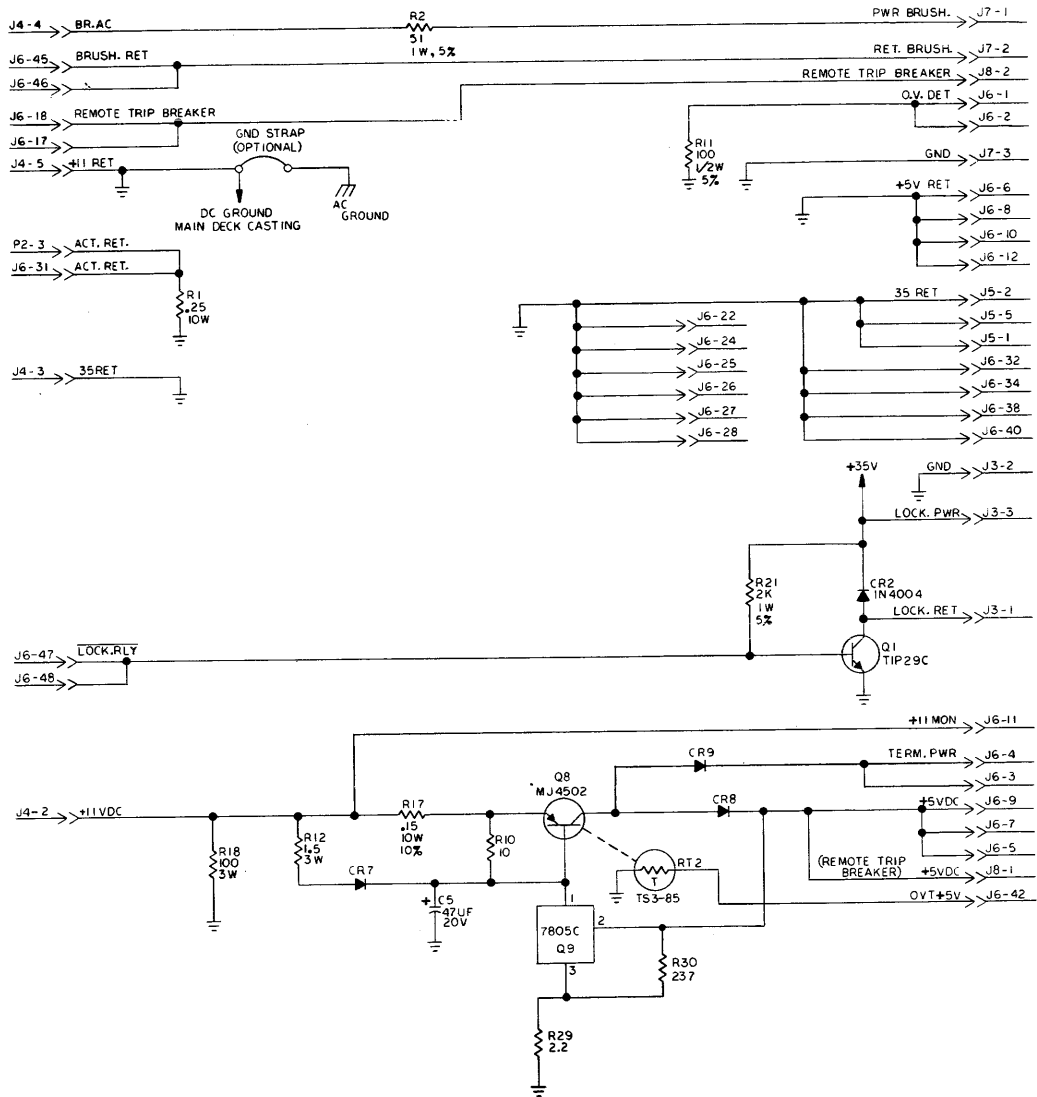 J4-4 BR.AC R2 51 1W, 5% PWR BRUSH. J7-1
J6-45 BRUSH. RET RET. BRUSH. J7-2
J6-46
REMOTE TRIP BREAKER J8-2
J6-18 REMOTE TRIP BREAKER
J6-17
O.V. DET J6-1
J6-2
J4-5 +11 RET
GND STRAP
(OPTIONAL)
DC GROUND
MAIN DECK CASTING
AC
GROUND
R11
100
1/2W
5%
GND J7-3
+5V RET J6-6
J6-8
J6-10
J6-12
P2-3 ACT. RET.
J6-31 ACT. RET.
R1
.25
10W
J4-3 35RET
35 RET J5-2
J5-5
J5-1
J6-32
J6-34
J6-38
J6-40
J6-22
J6-24
J6-25
J6-26
J6-27
J6-28
+35V
GND J3-2
LOCK. PWR J3-3
R21
2K
1W
5%
CR2
1N4004
LOCK. RET J3-1
Q1
TIP29C
J6-47 LOCK.RLY
J6-48
+11 MON J6-11
CR9
TERM. PWR J6-4
J6-3
J4-2 +11VDC
R18
100
3W
R12
1.5
3W
R17
.15
10W
10%
R10
10
Q8
MJ4502
CR8
+5VDC J6-9
J6-7
J6-5
(REMOTE TRIP
BREAKER) +5VDC J8-1
OVT+5V J6-42
CR7
+ C5
47UF
20V
RT2
T
TS3-85
1
7805C 2
Q9
3
R30
237
R29
2.2